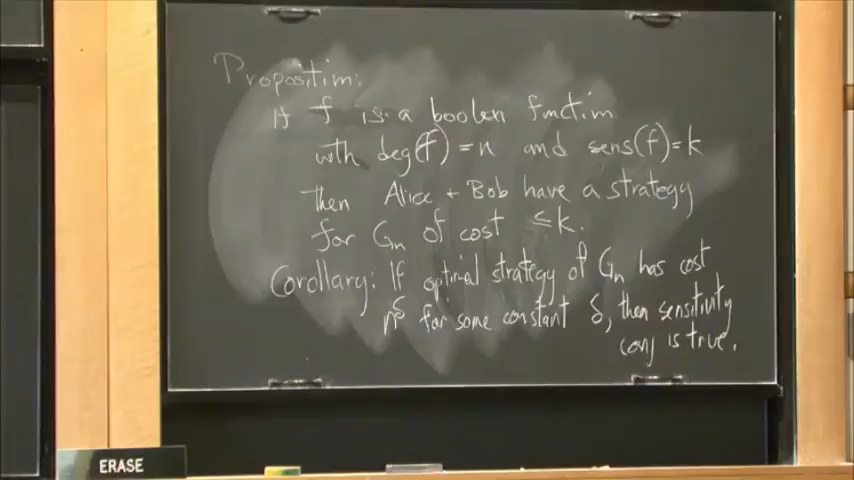 Proposition:
If f is a boolean function
with deg(f) = n and sens(f) = k
then Alice + Bob have a strategy
for Gn of cost ≤ k.
Corollary: If optimal strategy of Gn has cost
n^δ for some constant δ, then sensitivity
conj is true.
ERASE